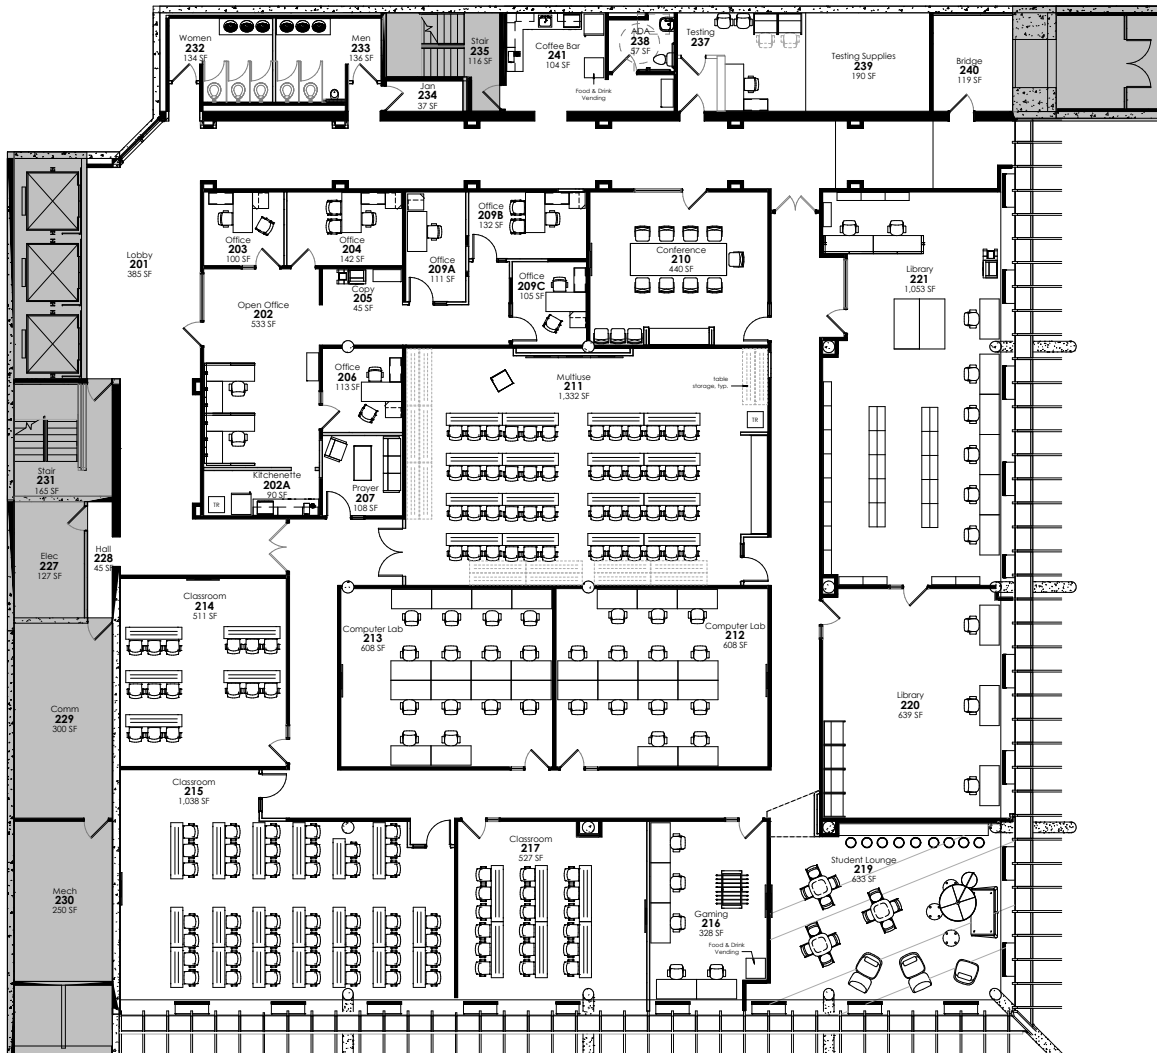 Women
232
134 SF
Men
233
136 SF
Stair
235
116 SF
Jan
234
37 SF
Coffee Bar
241
104 SF
Food & Drink
Vending
ADA
238
57 SF
Testing
237
Testing Supplies
239
190 SF
Bridge
240
119 SF
Lobby
201
385 SF
Office
203
100 SF
Office
204
142 SF
Office
209A
111 SF
Office
209B
132 SF
Office
209C
105 SF
Conference
210
440 SF
Library
221
1,053 SF
Open Office
202
533 SF
Copy
205
45 SF
Office
206
113 SF
Multiuse
211
1,332 SF
table
storage, typ.
TR
Kitchenette
202A
90 SF
TR
Prayer
207
108 SF
Stair
231
165 SF
Elec
227
127 SF
Hall
228
45 SF
Classroom
214
511 SF
Computer Lab
213
608 SF
Computer Lab
212
608 SF
Library
220
639 SF
Comm
229
300 SF
Classroom
215
1,038 SF
Classroom
217
527 SF
Mech
230
250 SF
Gaming
216
328 SF
Food & Drink
Vending
Student Lounge
219
633 SF